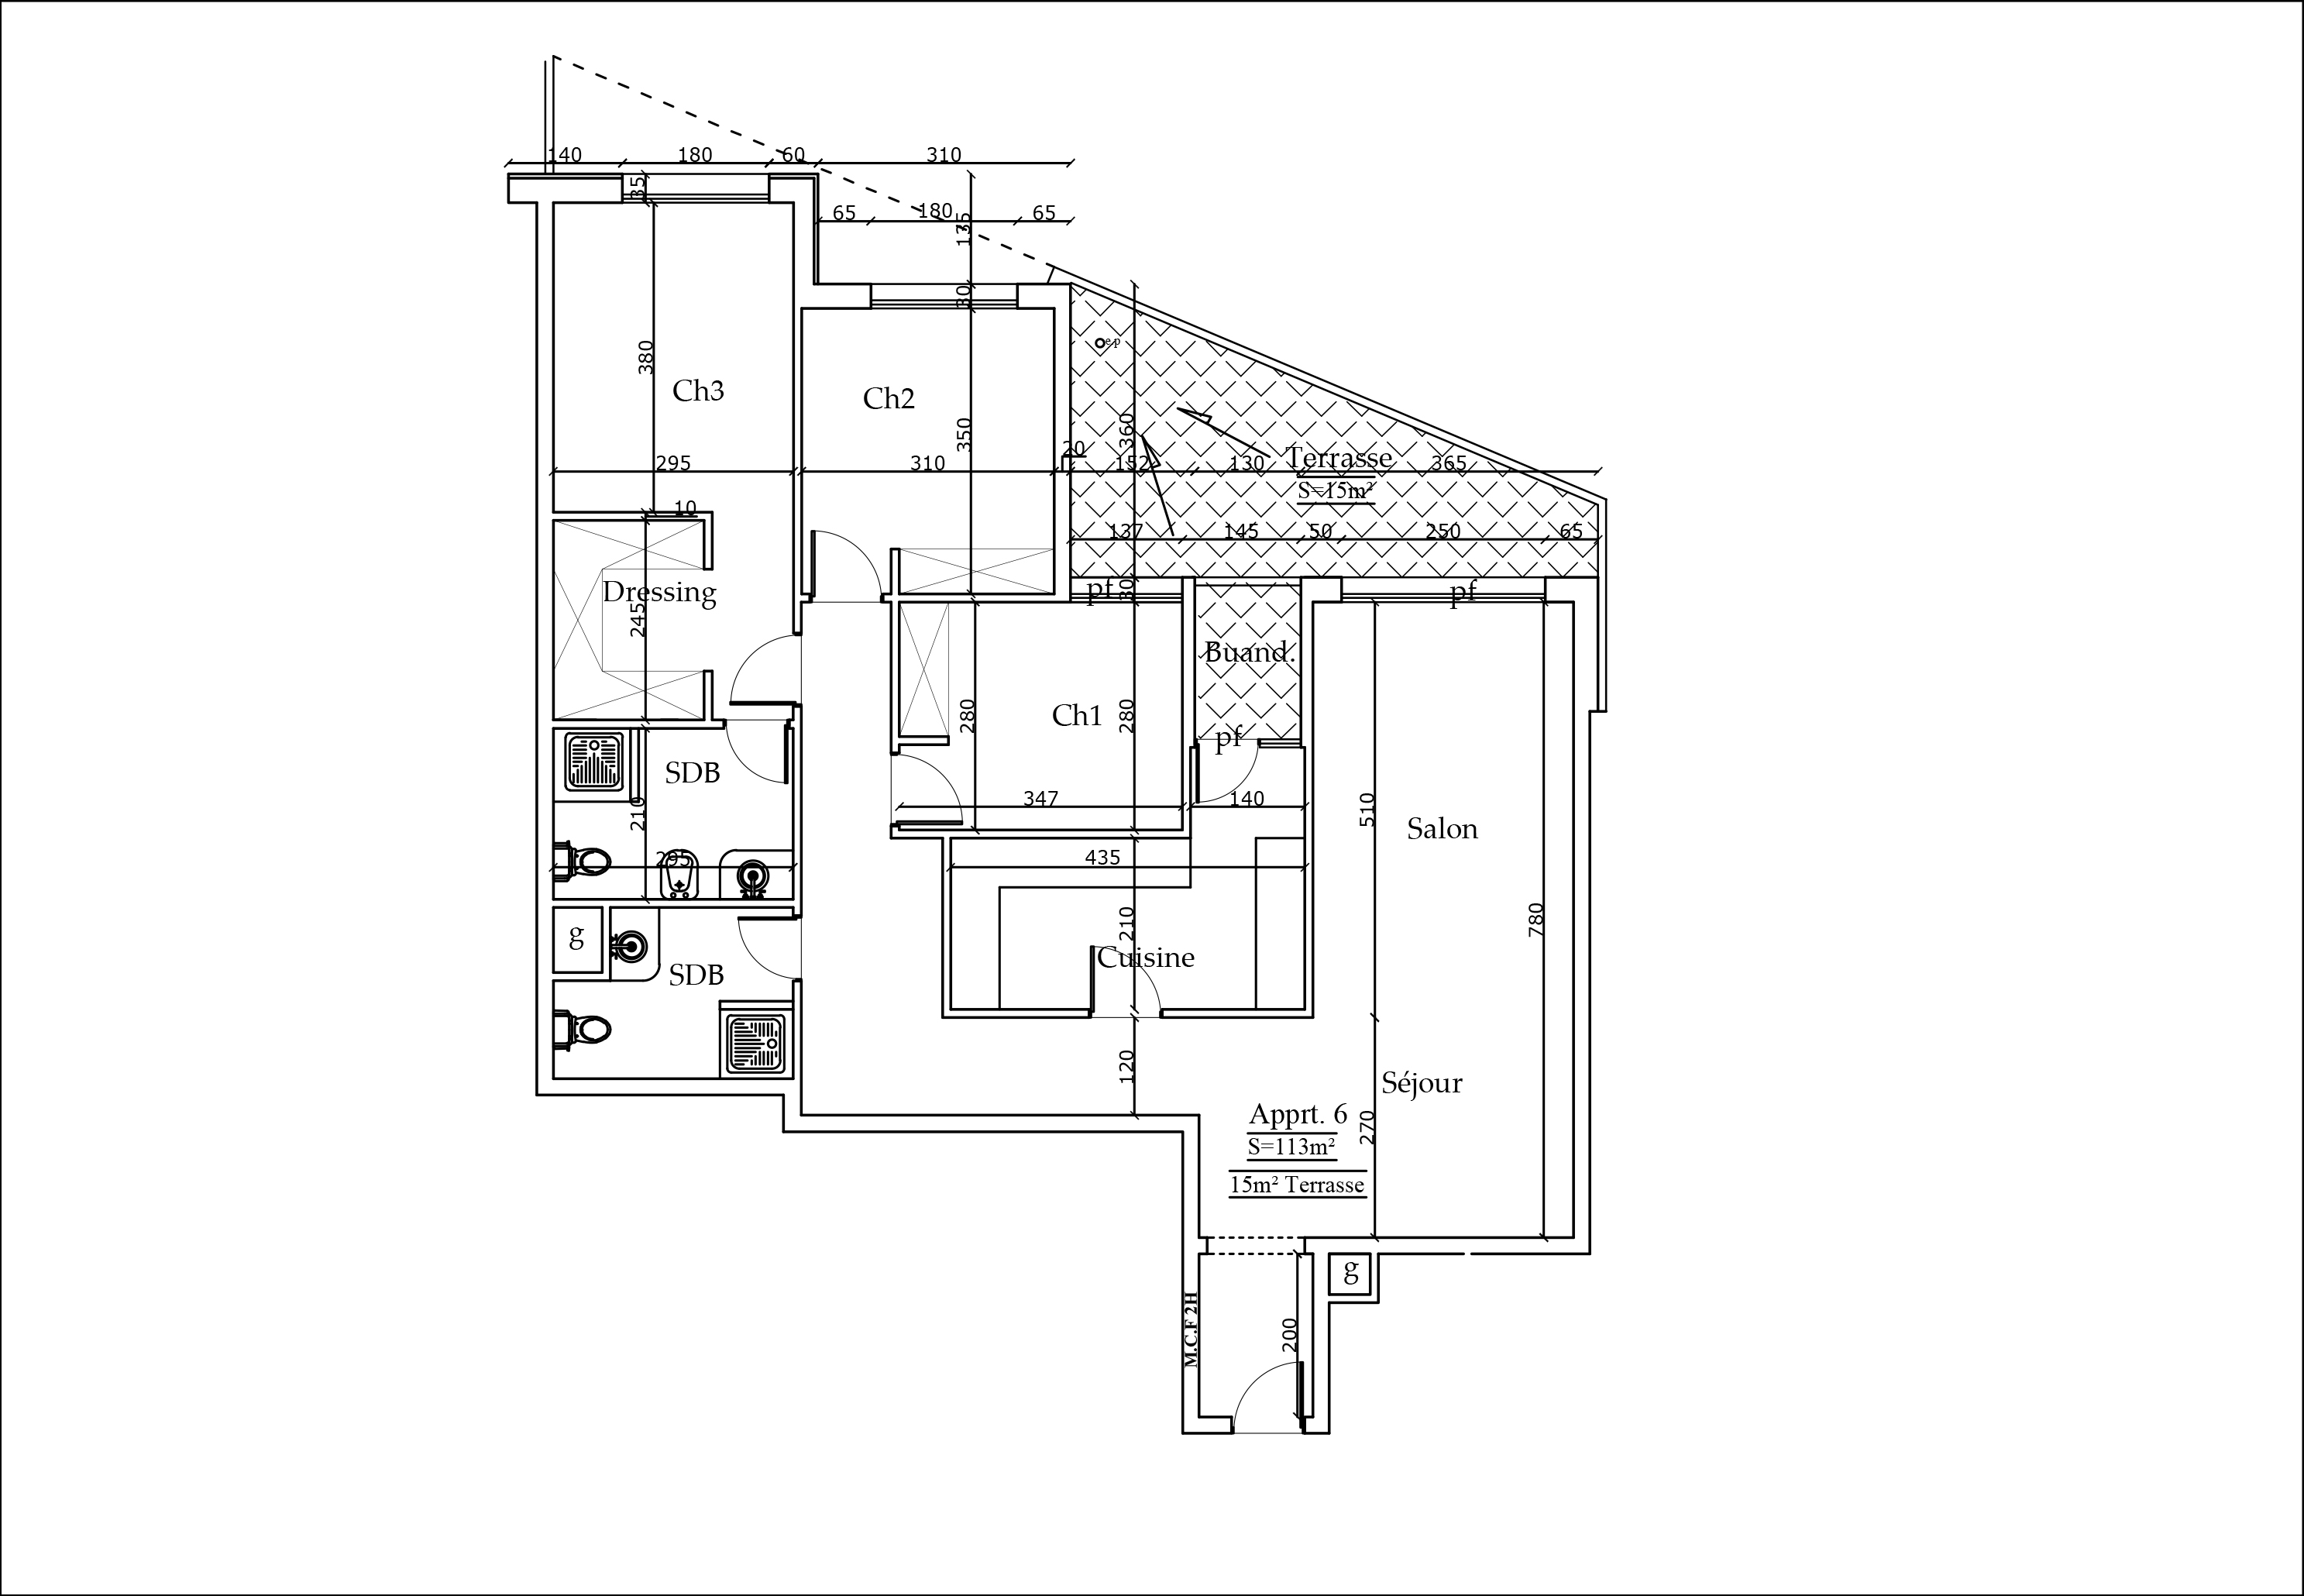 140 180 60 310
35
65 180 65
135
30
e.p
380
Ch3
Ch2
360
350
20
295 310 152 130 Terrasse 365
S=15m²
10
137 145 50 250 65
Dressing
pf
30
pf
245
Buand.
280
Ch1
280
pf
SDB
347 140
210
510
Salon
295
435
780
g
210
Cuisine
SDB
120
Séjour
Apprt. 6
270
S=113m²
15m² Terrasse
g
M.C.F 2H
200